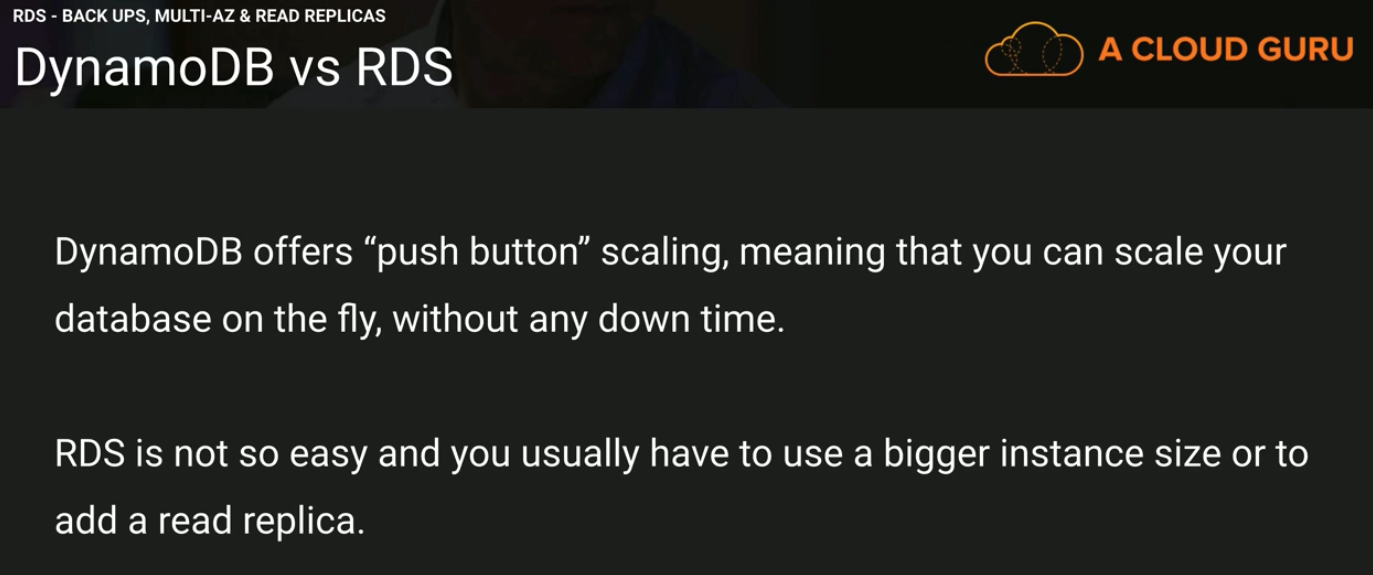 RDS - BACK UPS, MULTI-AZ & READ REPLICAS
DynamoDB vs RDS
A CLOUD GURU
DynamoDB offers “push button” scaling, meaning that you can scale your
database on the fly, without any down time.
RDS is not so easy and you usually have to use a bigger instance size or to
add a read replica.